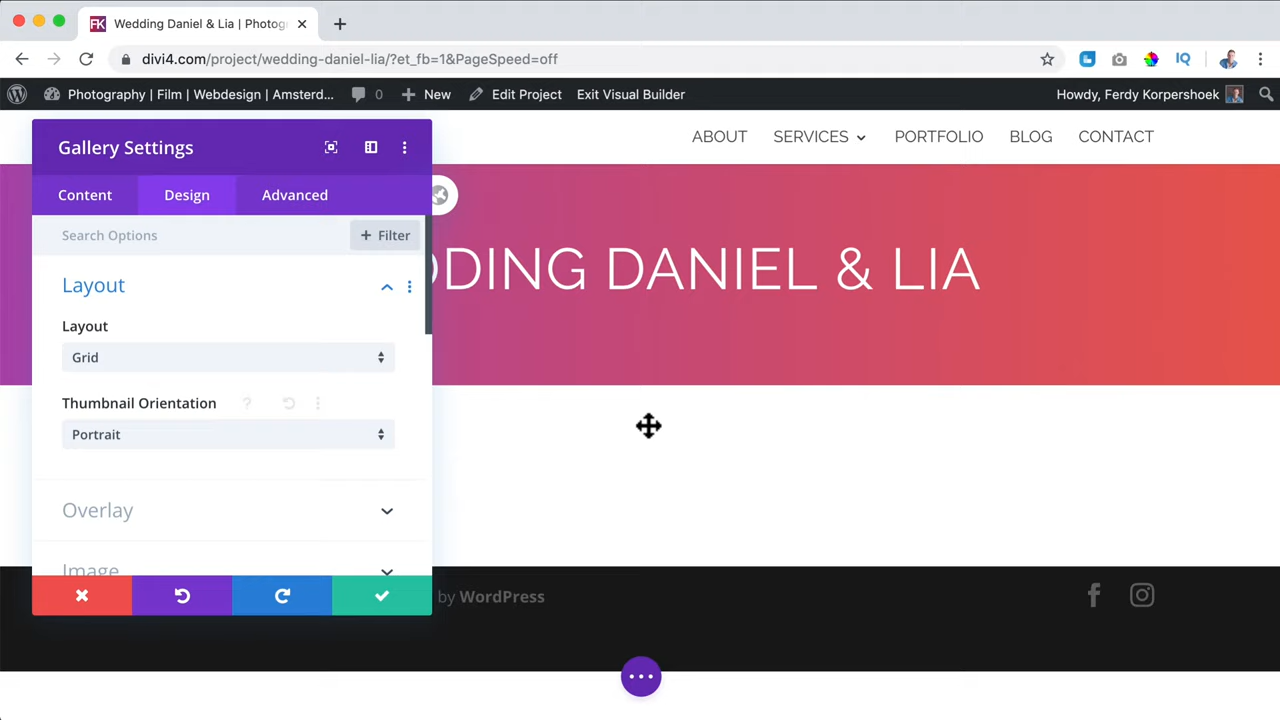 FK Wedding Daniel & Lia | Photog
divi4.com/project/wedding-daniel-lia/?et_fb=1&PageSpeed=off
IQ
Photography | Film | Webdesign | Amsterd... 0 New Edit Project Exit Visual Builder Howdy, Ferdy Korpershoek
ABOUT SERVICES PORTFOLIO BLOG CONTACT
Gallery Settings
Content Design Advanced
Search Options + Filter
DDING DANIEL & LIA
Layout
Layout
Grid
Thumbnail Orientation ?
Portrait
Overlay
Image
by WordPress